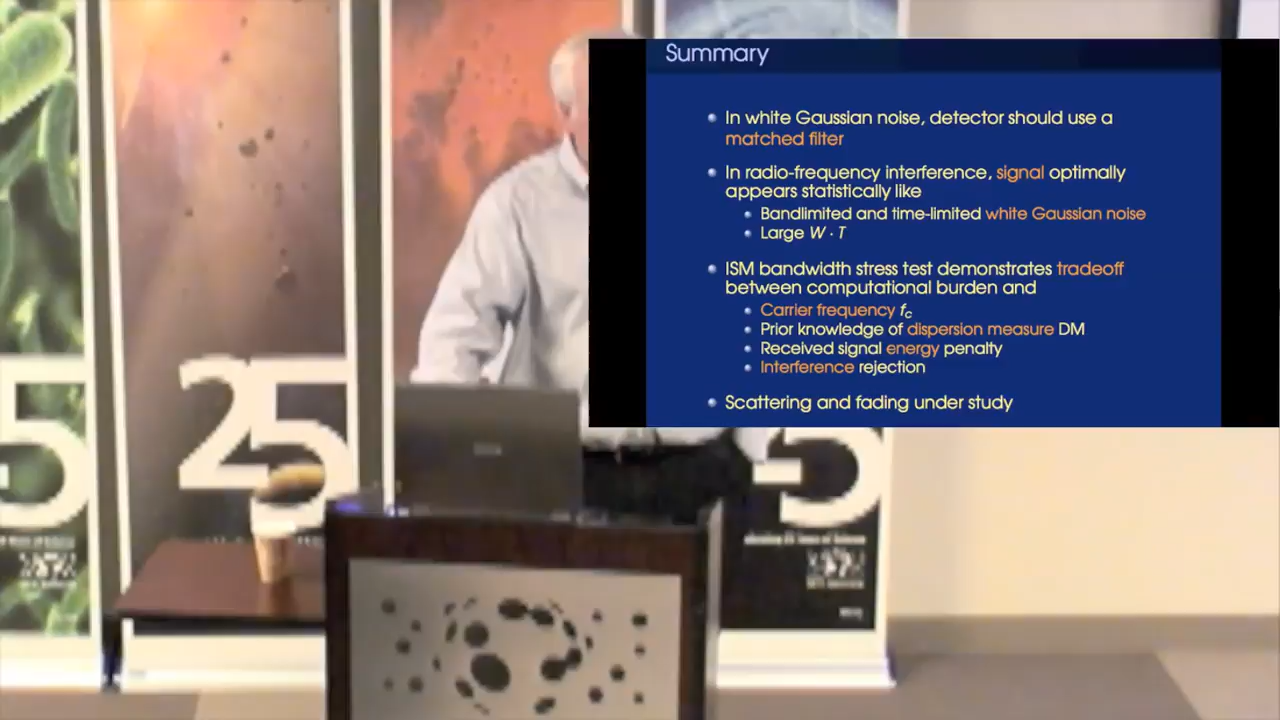 Summary
In white Gaussian noise, detector should use a
matched filter
In radio-frequency interference, signal optimally
appears statistically like
Bandlimited and time-limited white Gaussian noise
Large W · T
ISM bandwidth stress test demonstrates tradeoff
between computational burden and
Carrier frequency fc
Prior knowledge of dispersion measure DM
Received signal energy penalty
Interference rejection
Scattering and fading under study
5
25
5